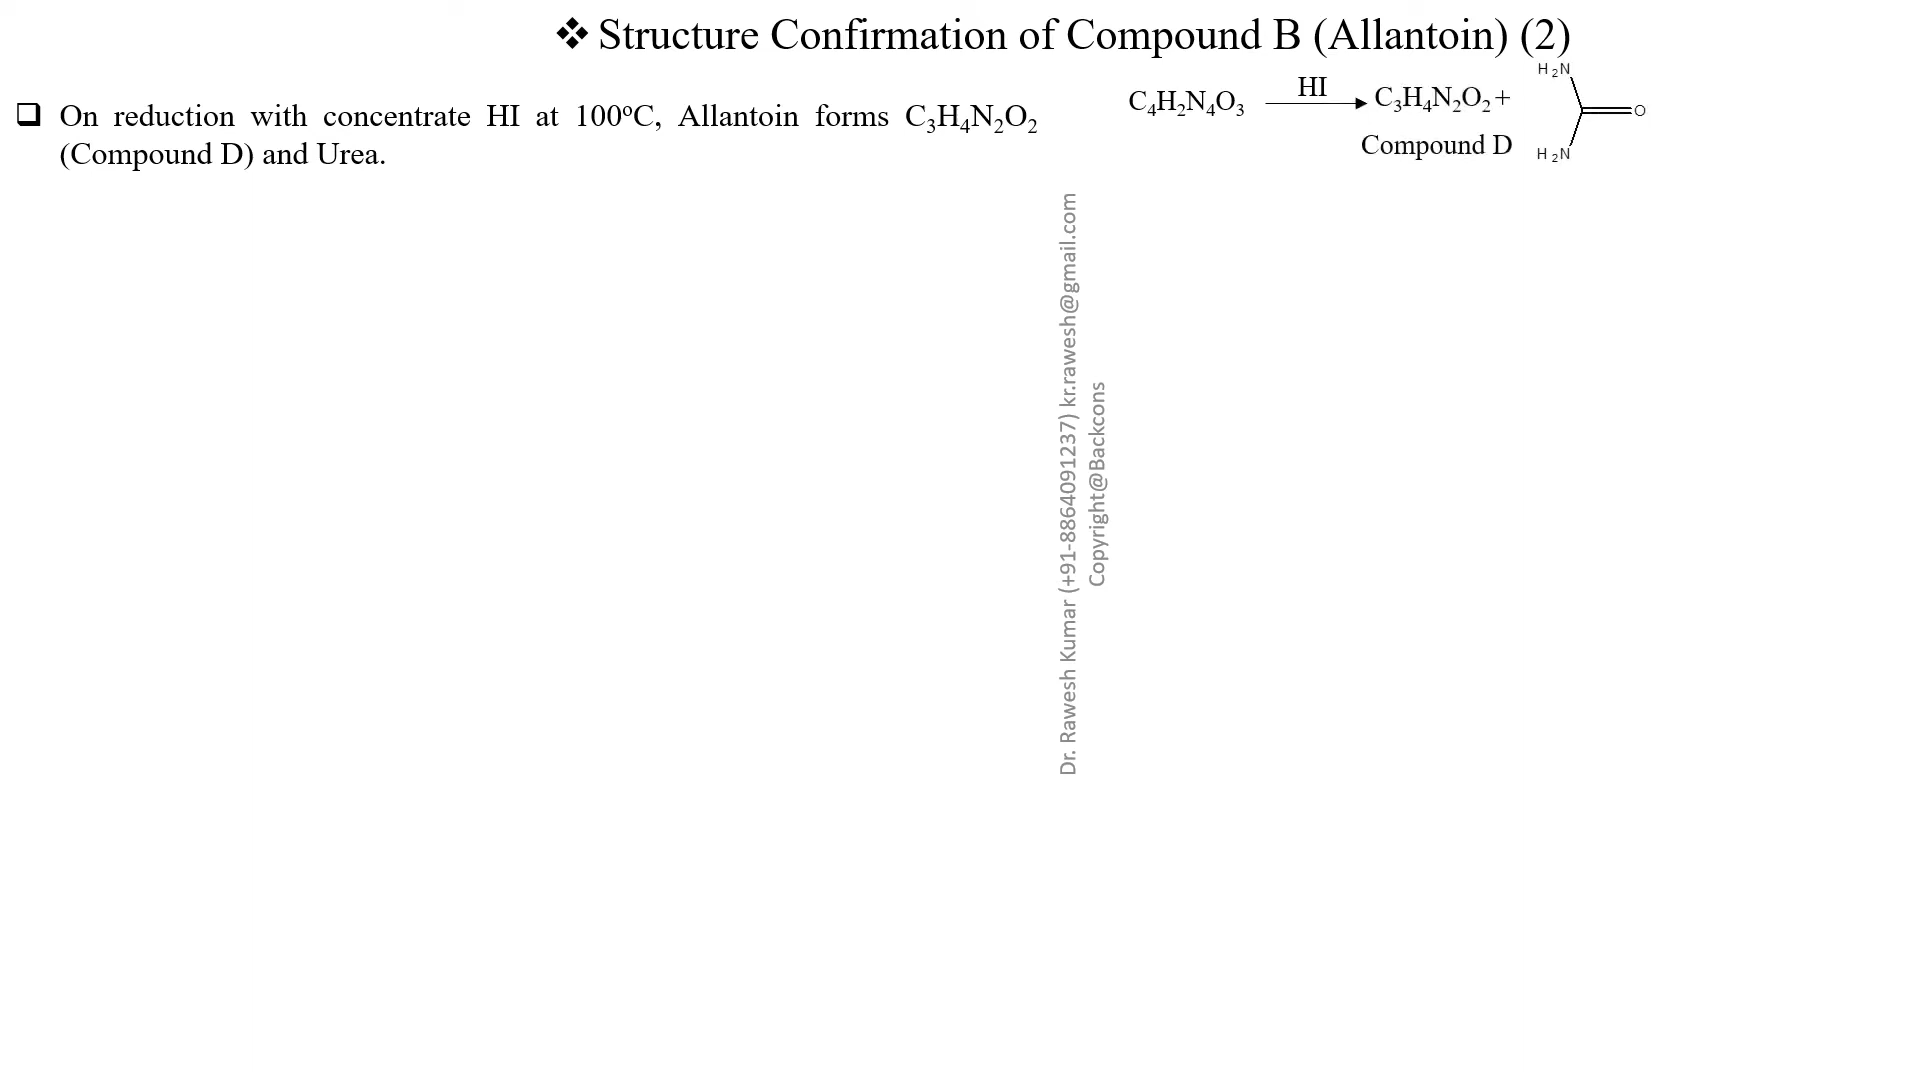 ❖ Structure Confirmation of Compound B (Allantoin) (2)
❑ On reduction with concentrate HI at 100ºC, Allantoin forms C₃H₄N₂O₂
(Compound D) and Urea.
C₄H₂N₄O₃ HI C₃H₄N₂O₂ +
Compound D
H₂N
O
H₂N
Dr. Rawesh Kumar (+91-8864091237) kr.rawesh@gmail.com
Copyright@Backcons